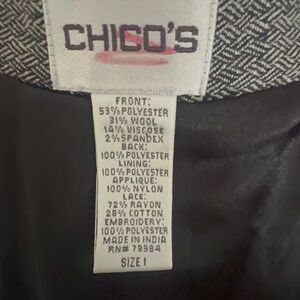 CHICO'S
FRONT:
53% POLYESTER
31% WOOL
14% VISCOSE
2% SPANDEX
BACK:
100% POLYESTER
LINING:
100% POLYESTER
APPLIQUE:
100% NYLON
LACE:
72% RAYON
28% COTTON
EMBROIDERY:
100% POLYESTER
MADE IN INDIA
RN# 79984
SIZE 1